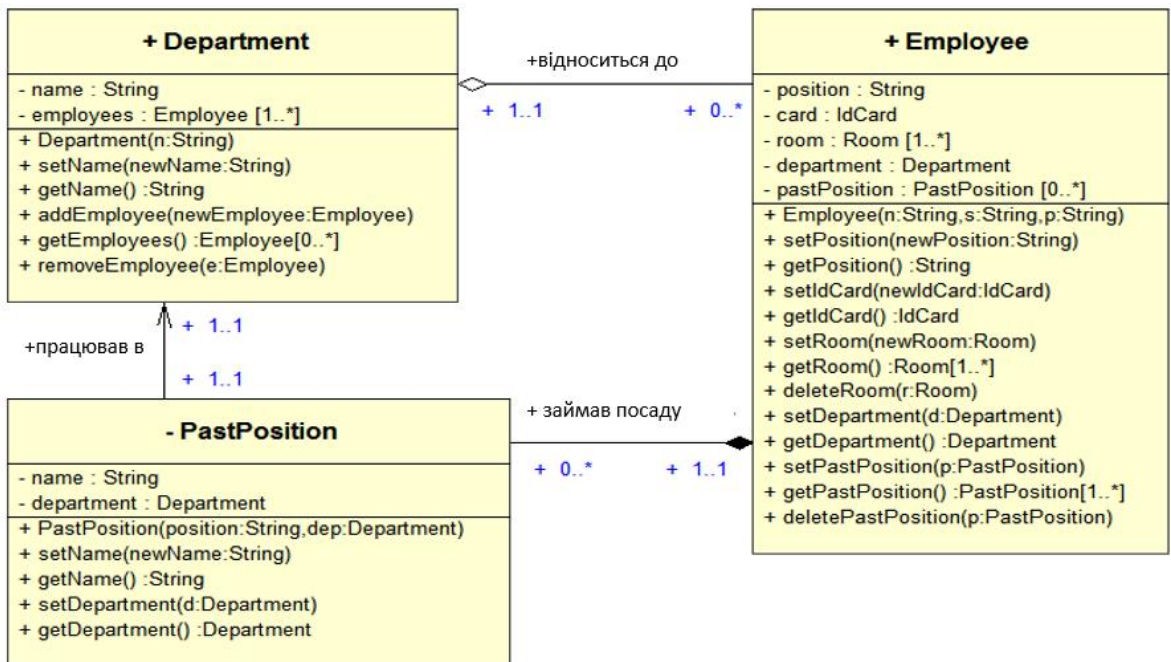 + Department
- name : String
- employees : Employee [1..*]
+ Department(n:String)
+ setName(newName:String)
+ getName() :String
+ addEmployee(newEmployee:Employee)
+ getEmployees() :Employee[0..*]
+ removeEmployee(e:Employee)
+відноситься до
+ 1..1
+ 0..*
+ Employee
- position : String
- card : IdCard
- room : Room [1..*]
- department : Department
- pastPosition : PastPosition [0..*]
+ Employee(n:String,s:String,p:String)
+ setPosition(newPosition:String)
+ getPosition() :String
+ setIdCard(newIdCard:IdCard)
+ getIdCard() :IdCard
+ setRoom(newRoom:Room)
+ getRoom() :Room[1..*]
+ deleteRoom(r:Room)
+ setDepartment(d:Department)
+ getDepartment() :Department
+ setPastPosition(p:PastPosition)
+ getPastPosition() :PastPosition[1..*]
+ deletePastPosition(p:PastPosition)
+ 1..1
+працював в
+ 1..1
+ займав посаду
+ 0..*
+ 1..1
- PastPosition
- name : String
- department : Department
+ PastPosition(position:String,dep:Department)
+ setName(newName:String)
+ getName() :String
+ setDepartment(d:Department)
+ getDepartment() :Department